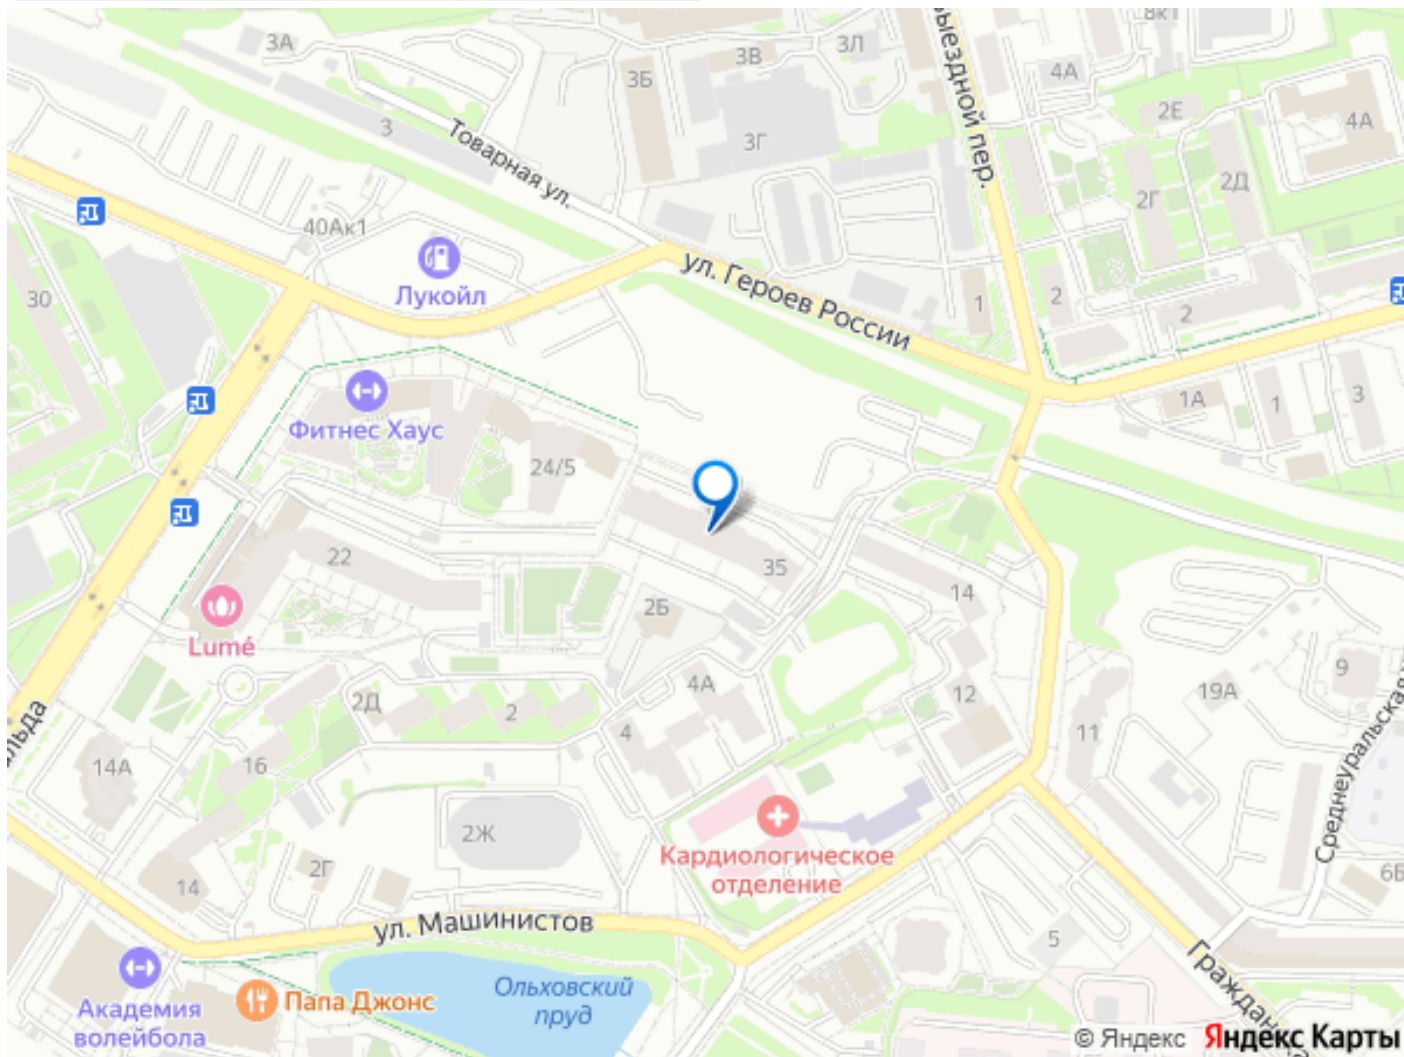 8к1
3А
3Б
3В
3Л
4А
Выездной пер.
2Е
4А
3
Товарная ул.
3Г
2Г
2Д
40Ак1
Лукойл
ул. Героев России
30
1
2
2
1А
1
3
Фитнес Хаус
24/5
22
35
14
2Б
Lumé
4А
12
9
19А
Среднеуральская
2Д
2
4
11
14А
16
2Ж
Кардиологическое
отделение
2Г
14
6Б
ул. Машинистов
5
Академия
волейбола
Папа Джонс
Ольховский
пруд
© Яндекс Яндекс Карты